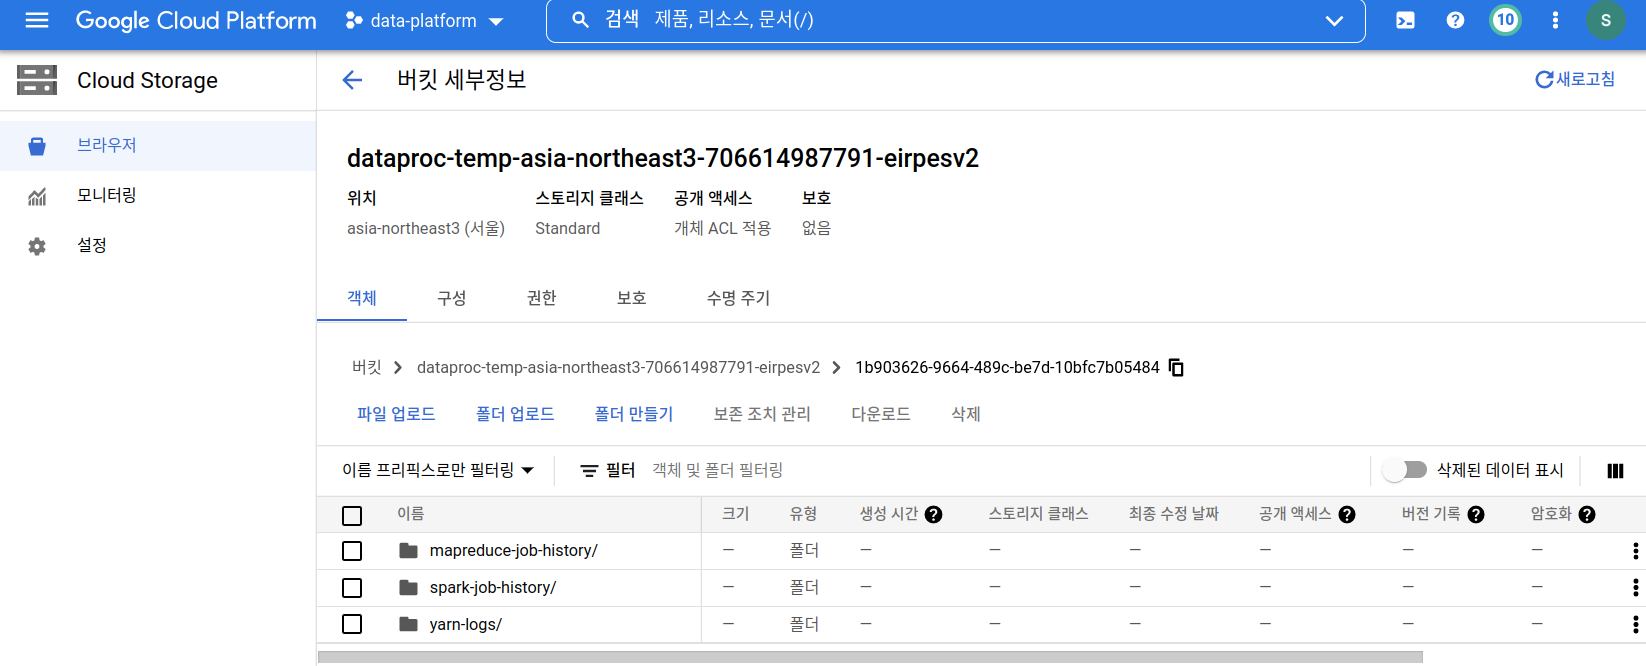 Google Cloud Platform data-platform 검색 제품, 리소스, 문서(/) 10 S
Cloud Storage
버킷 세부정보 새로고침
브라우저
모니터링
설정
dataproc-temp-asia-northeast3-706614987791-eirpesv2
위치 스토리지 클래스 공개 액세스 보호
asia-northeast3 (서울) Standard 개체 ACL 적용 없음
객체 구성 권한 보호 수명 주기
버킷 dataproc-temp-asia-northeast3-706614987791-eirpesv2 1b903626-9664-489c-be7d-10bfc7b05484
파일 업로드 폴더 업로드 폴더 만들기 보존 조치 관리 다운로드 삭제
이름 프리픽스로만 필터링 필터 객체 및 폴더 필터링 삭제된 데이터 표시
이름 크기 유형 생성 시간 스토리지 클래스 최종 수정 날짜 공개 액세스 버전 기록 암호화
mapreduce-job-history/ — 폴더 — — — — — —
spark-job-history/ — 폴더 — — — — — —
yarn-logs/ — 폴더 — — — — — —